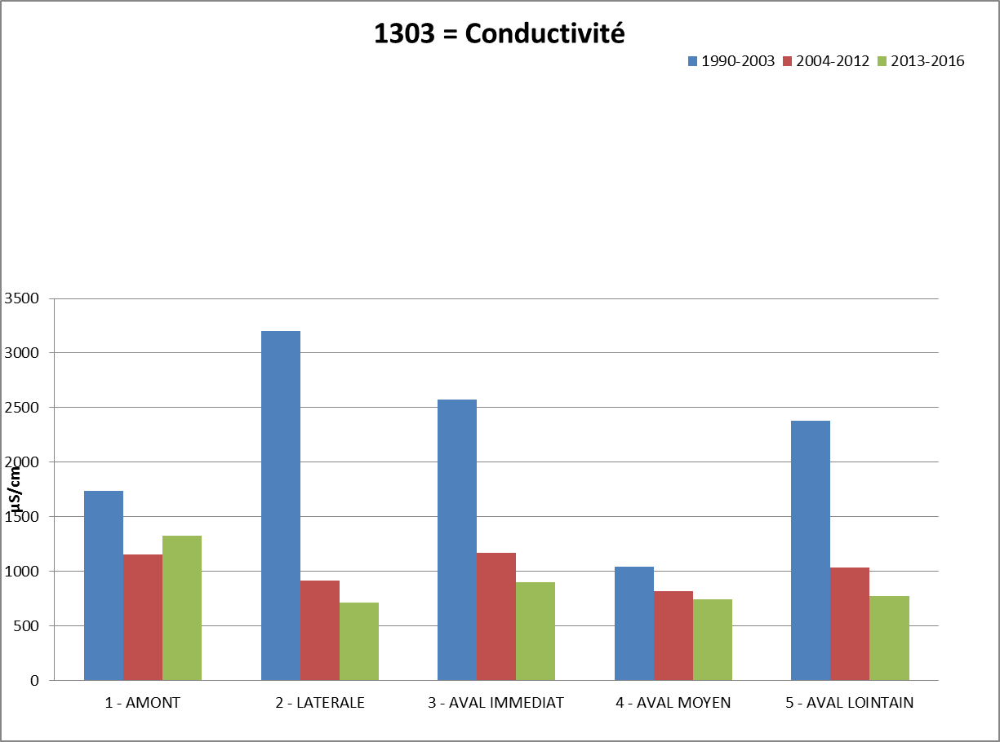 1303 = Conductivité
1990-2003 2004-2012 2013-2016
3500
3000
2500
2000
µS/cm
1500
1000
500
0
1 - AMONT 2 - LATERALE 3 - AVAL IMMEDIAT 4 - AVAL MOYEN 5 - AVAL LOINTAIN